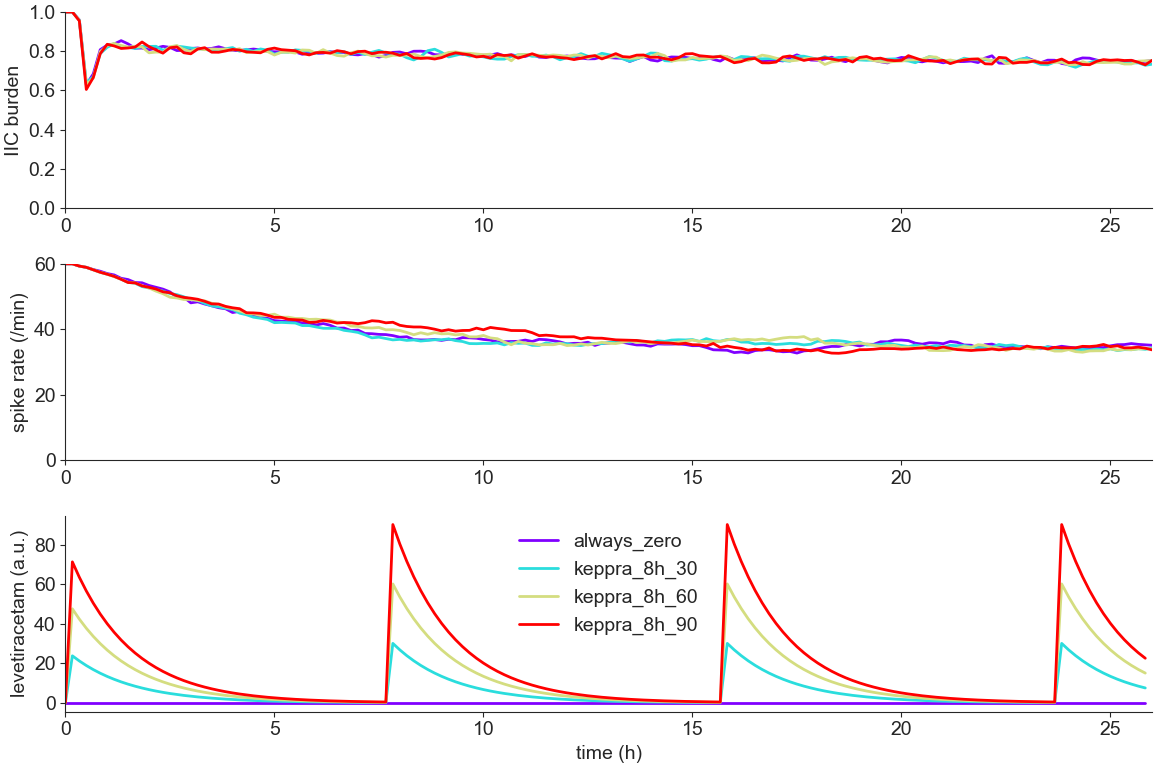 IIC burden
1.0
0.8
0.6
0.4
0.2
0.0
0 5 10 15 20 25
spike rate (/min)
60
40
20
0
0 5 10 15 20 25
levetiracetam (a.u.)
80
60
40
20
0
always_zero
keppra_8h_30
keppra_8h_60
keppra_8h_90
0 5 10 15 20 25
time (h)